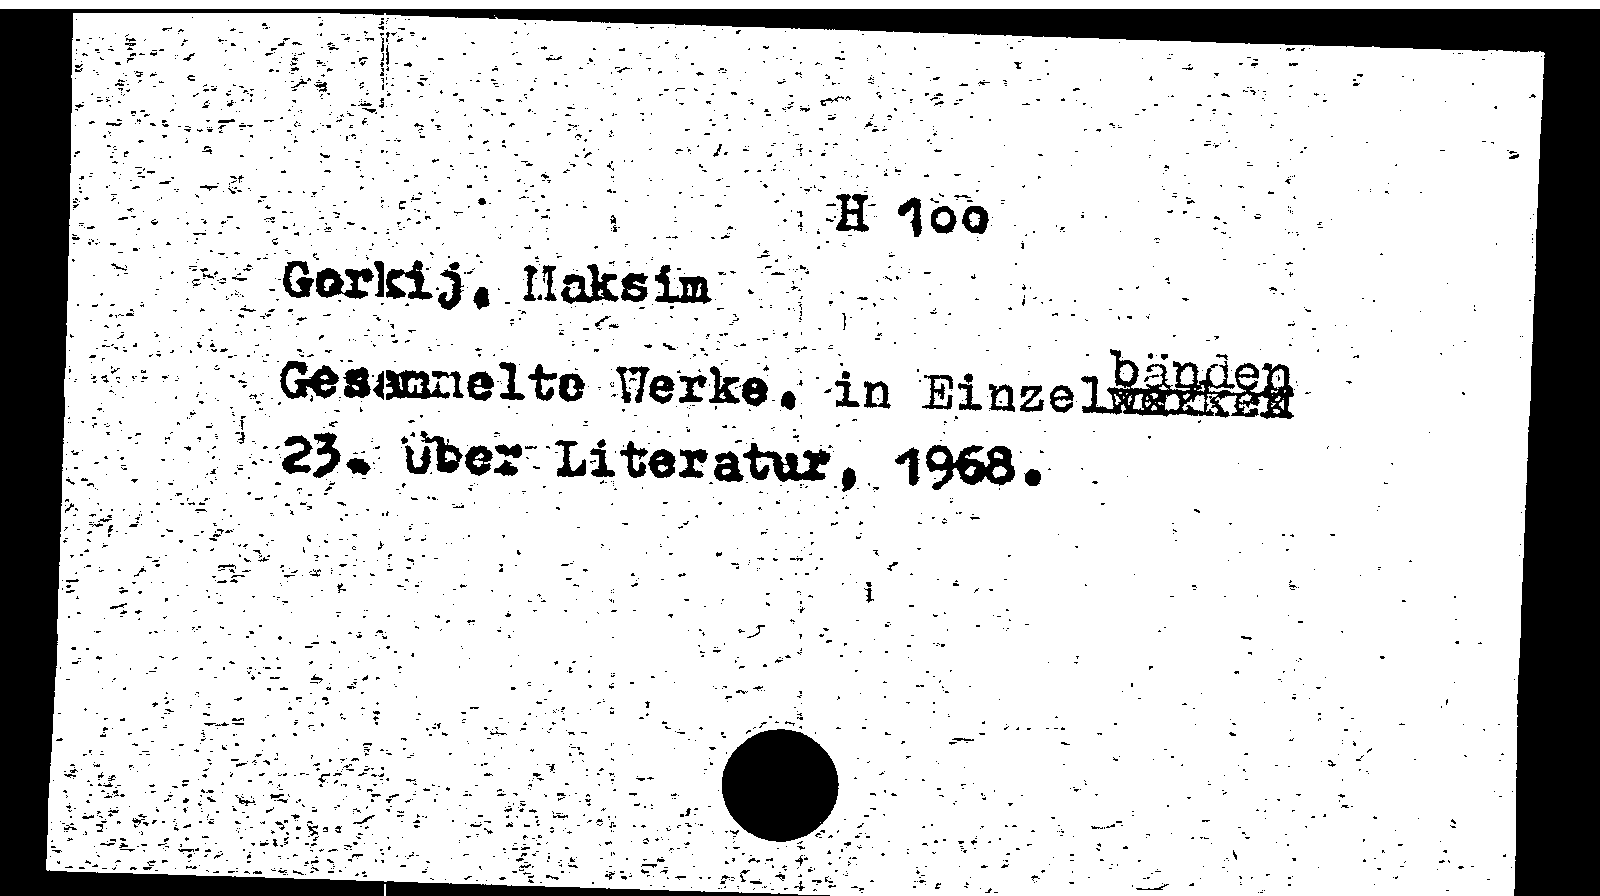 H 100
Gorkij, Maksim
Gesammelte Werke. in Einzelbänden
23. über Literatur, 1968.